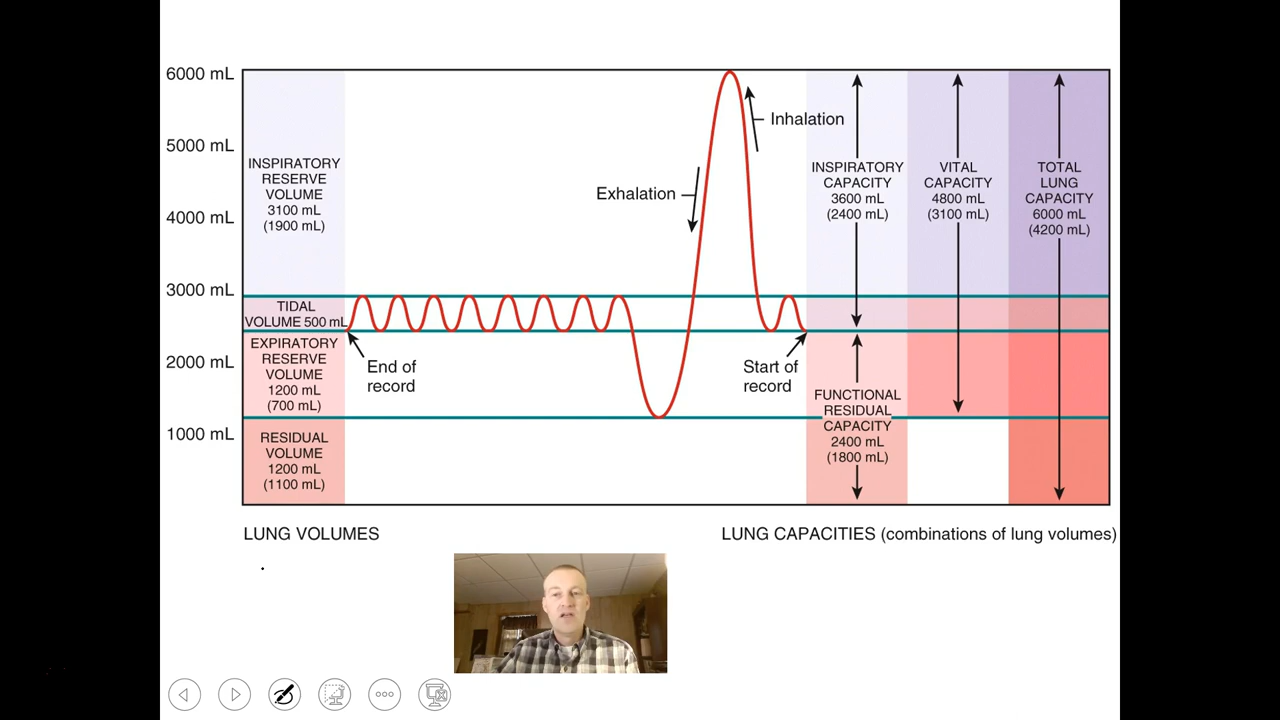 6000 mL
5000 mL
4000 mL
3000 mL
2000 mL
1000 mL
INSPIRATORY
RESERVE
VOLUME
3100 mL
(1900 mL)
TIDAL
VOLUME 500 mL
EXPIRATORY
RESERVE
VOLUME
1200 mL
(700 mL)
RESIDUAL
VOLUME
1200 mL
(1100 mL)
End of
record
Exhalation
Inhalation
Start of
record
INSPIRATORY
CAPACITY
3600 mL
(2400 mL)
FUNCTIONAL
RESIDUAL
CAPACITY
2400 mL
(1800 mL)
VITAL
CAPACITY
4800 mL
(3100 mL)
TOTAL
LUNG
CAPACITY
6000 mL
(4200 mL)
LUNG VOLUMES
LUNG CAPACITIES (combinations of lung volumes)